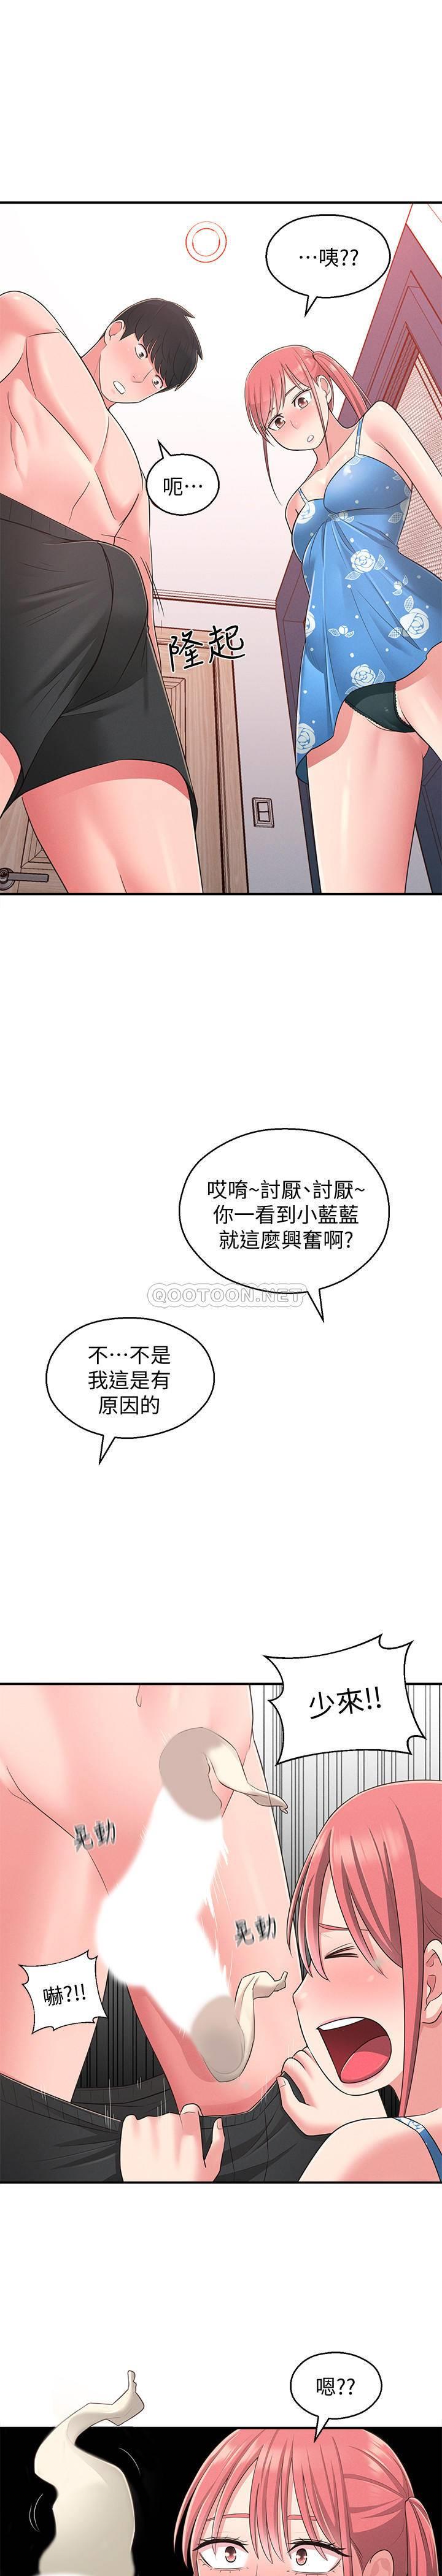 …咦??
呃…
隆起
哎唷~討厭、討厭~
你一看到小藍藍
就這麼興奮啊?
QOOTOON.NET
不…不是
我這是有
原因的
少來!!
晃動
晃動
嚇?!!
嗯??